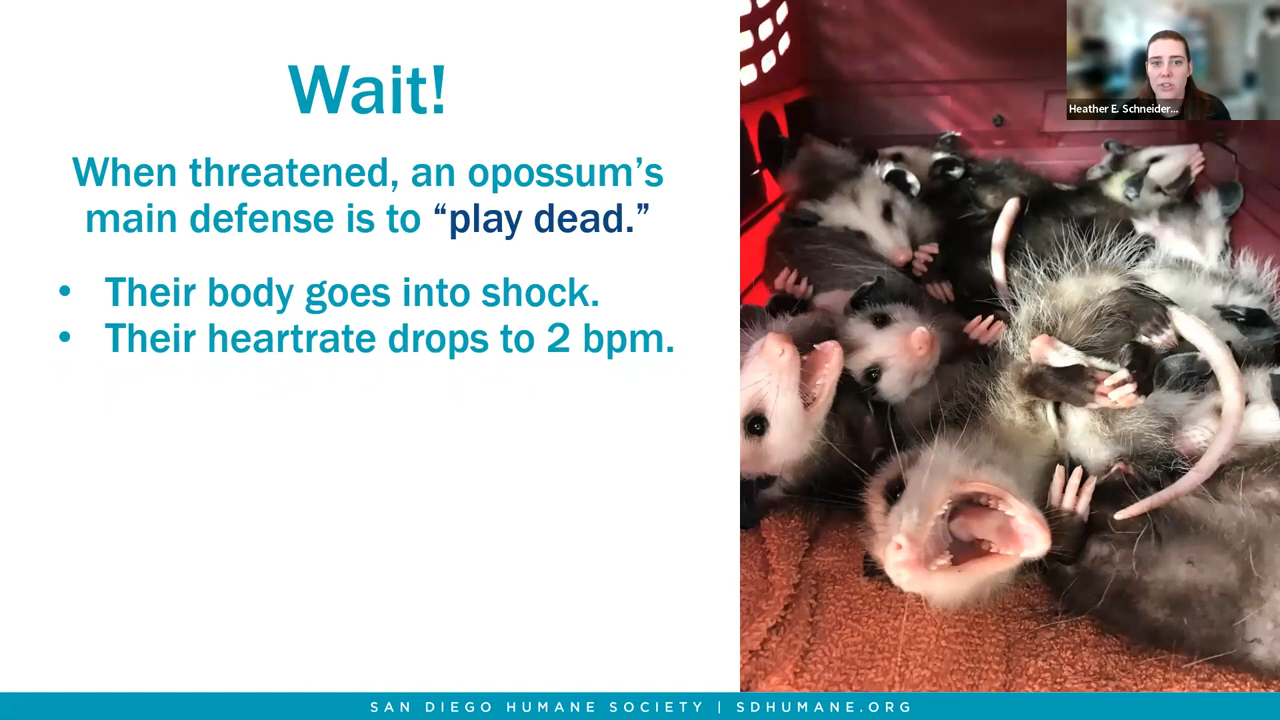 Wait!
When threatened, an opossum’s
main defense is to “play dead.”
• Their body goes into shock.
• Their heartrate drops to 2 bpm.
Heather E. Schneider...
SAN DIEGO HUMANE SOCIETY | SDHUMANE.ORG